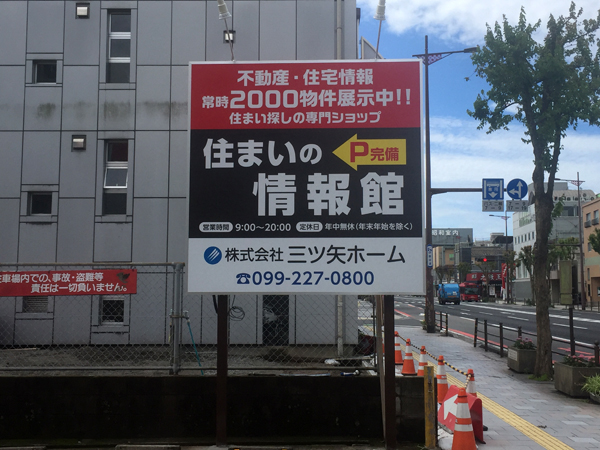 不動産・住宅情報
常時2000物件展示中!!
住まい探しの専門ショップ
住まいの
P完備
情報館
営業時間 9:00～20:00 定休日 年中無休(年末年始を除く)
株式会社 三ツ矢ホーム
☎099-227-0800
車場内での、事故・盗難等
責任は一切負いません。